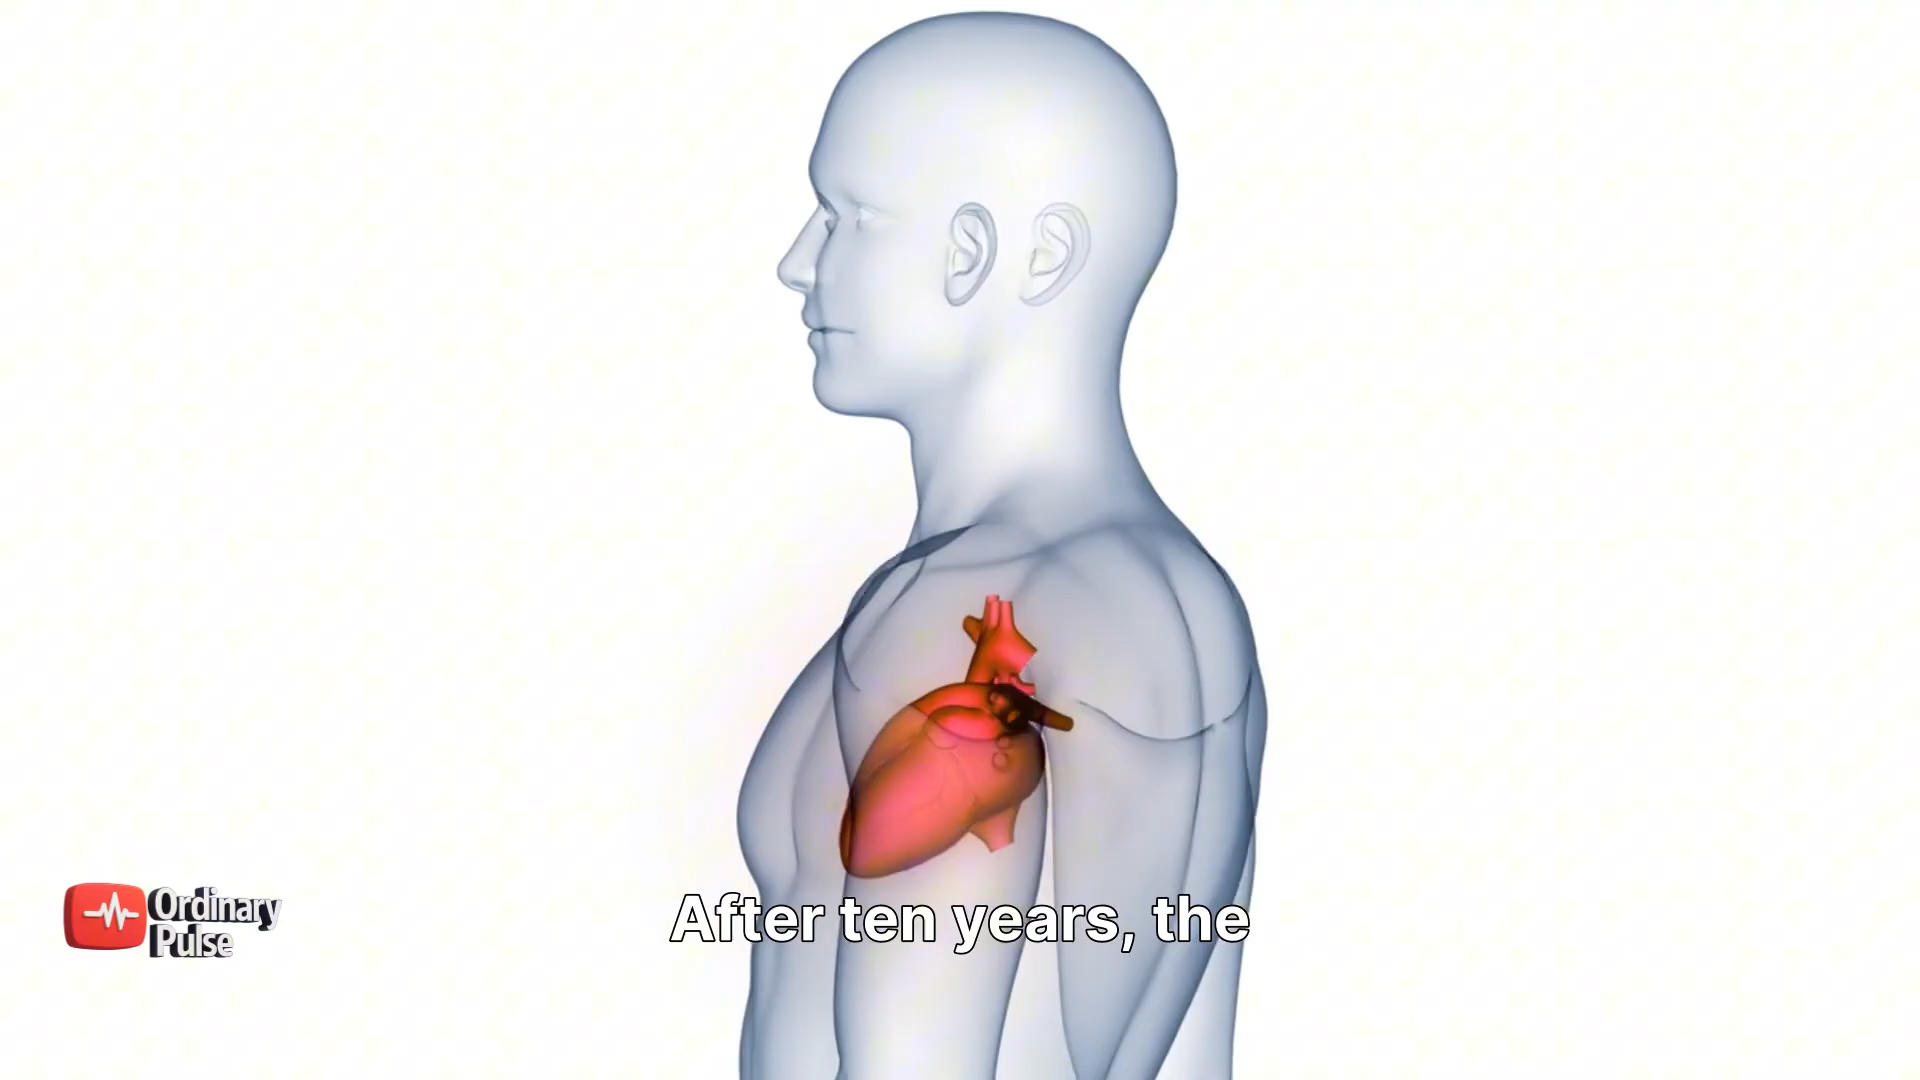 Ordinary
Pulse
After ten years, the